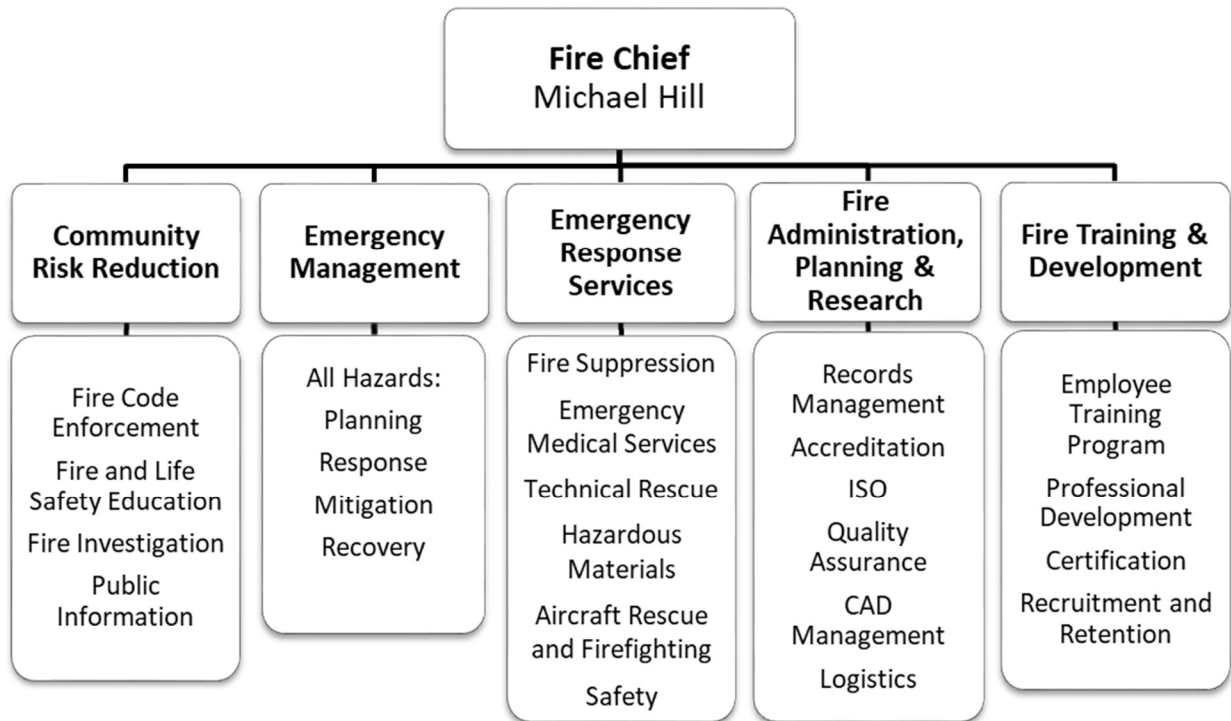 Fire Chief
Michael Hill
Community
Risk Reduction
Fire Code
Enforcement
Fire and Life
Safety Education
Fire Investigation
Public
Information
Emergency
Management
All Hazards:
Planning
Response
Mitigation
Recovery
Emergency
Response
Services
Fire Suppression
Emergency
Medical Services
Technical Rescue
Hazardous
Materials
Aircraft Rescue
and Firefighting
Safety
Fire
Administration,
Planning &
Research
Records
Management
Accreditation
ISO
Quality
Assurance
CAD
Management
Logistics
Fire Training &
Development
Employee
Training
Program
Professional
Development
Certification
Recruitment and
Retention